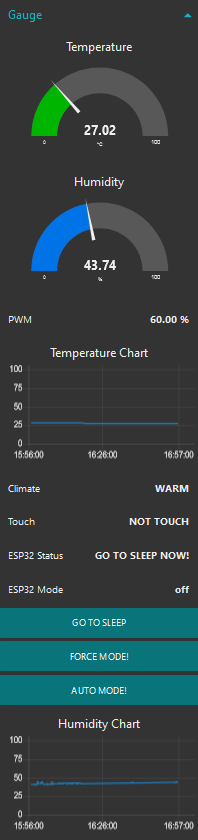 Gauge
Temperature
27.02
0 °C 100
Humidity
43.74
0 % 100
PWM 60.00 %
Temperature Chart
100
75
50
25
0
15:56:00 16:26:00 16:57:00
Climate WARM
Touch NOT TOUCH
ESP32 Status GO TO SLEEP NOW!
ESP32 Mode off
GO TO SLEEP
FORCE MODE!
AUTO MODE!
Humidity Chart
100
75
50
25
0
15:56:00 16:26:00 16:57:00